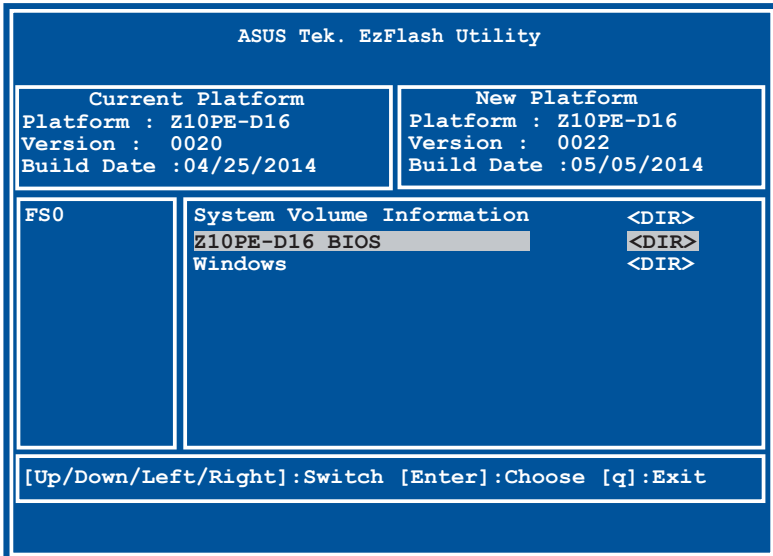 ASUS Tek. EzFlash Utility
Current Platform
Platform : Z10PE-D16
Version : 0020
Build Date :04/25/2014
New Platform
Platform : Z10PE-D16
Version : 0022
Build Date :05/05/2014
FS0
System Volume Information <DIR>
Z10PE-D16 BIOS <DIR>
Windows <DIR>
[Up/Down/Left/Right]:Switch [Enter]:Choose [q]:Exit